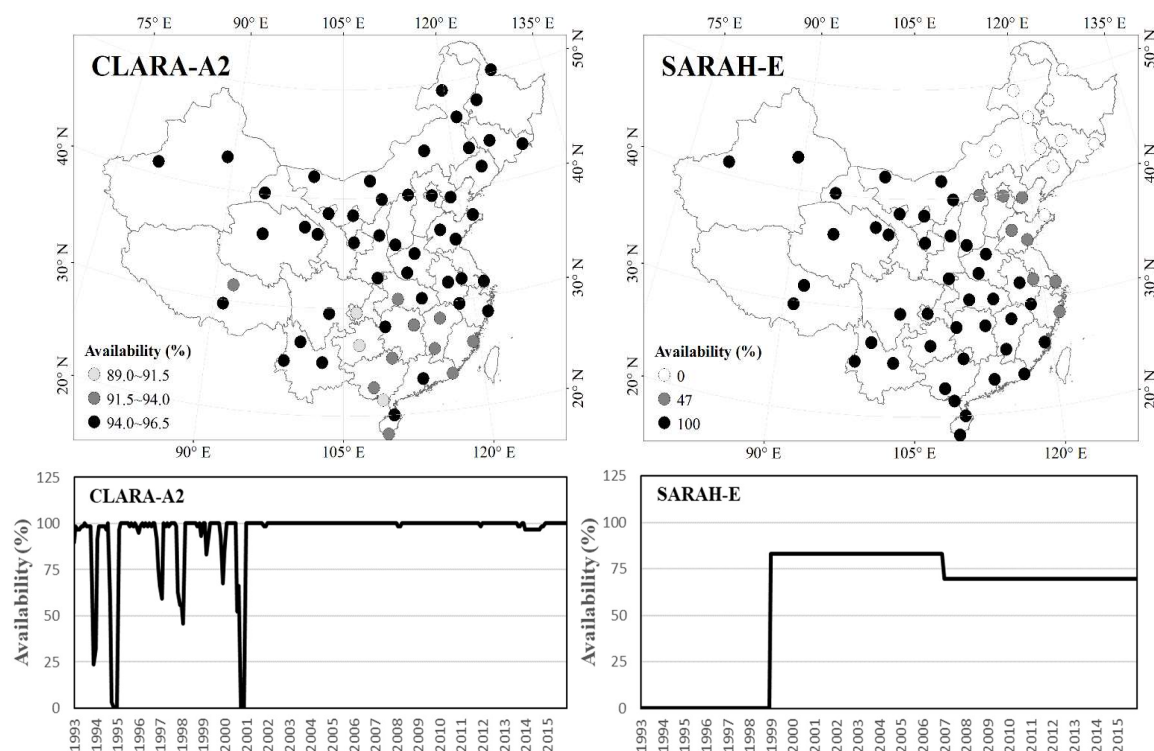 75° E 90° E 105° E 120° E 135° E
75° E 90° E 105° E 120° E 135° E
CLARA-A2
SARAH-E
50° N
40° N
40° N
30° N
30° N
20° N
20° N
50° N
40° N
40° N
30° N
30° N
20° N
20° N
Availability (%)
89.0~91.5
91.5~94.0
94.0~96.5
Availability (%)
0
47
100
90° E 105° E 120° E
90° E 105° E 120° E
CLARA-A2
Availability (%)
125
100
75
50
25
0
1993 1994 1995 1996 1997 1998 1999 2000 2001 2002 2003 2004 2005 2006 2007 2008 2009 2010 2011 2012 2013 2014 2015
SARAH-E
Availability (%)
125
100
75
50
25
0
1993 1994 1995 1996 1997 1998 1999 2000 2001 2002 2003 2004 2005 2006 2007 2008 2009 2010 2011 2012 2013 2014 2015